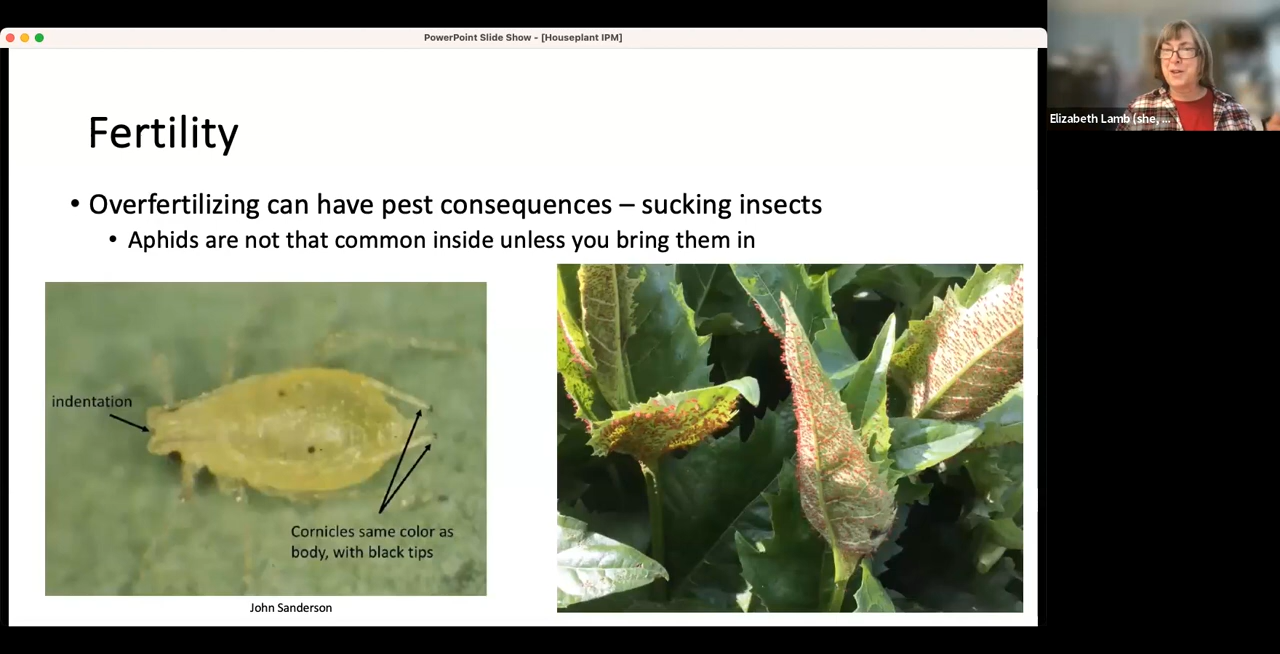 PowerPoint Slide Show - [Houseplant IPM]
Elizabeth Lamb (she, ...
Fertility
• Overfertilizing can have pest consequences – sucking insects
• Aphids are not that common inside unless you bring them in
indentation
Cornicles same color as
body, with black tips
John Sanderson